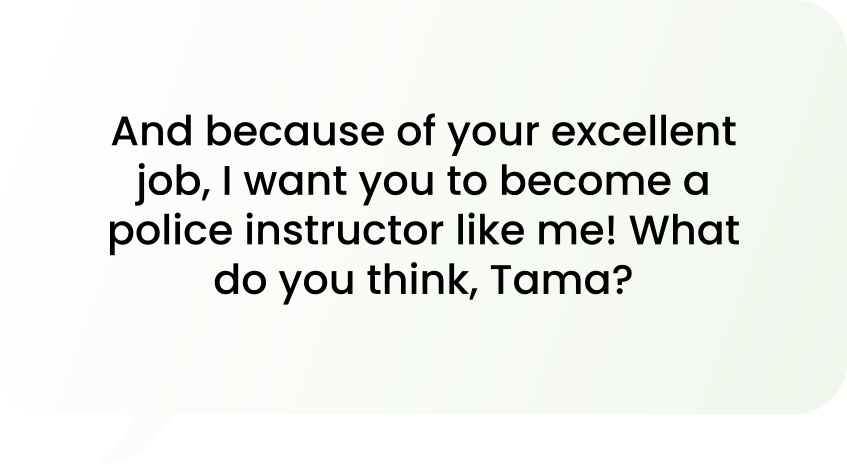 And because of your excellent
job, I want you to become a
police instructor like me! What
do you think, Tama?